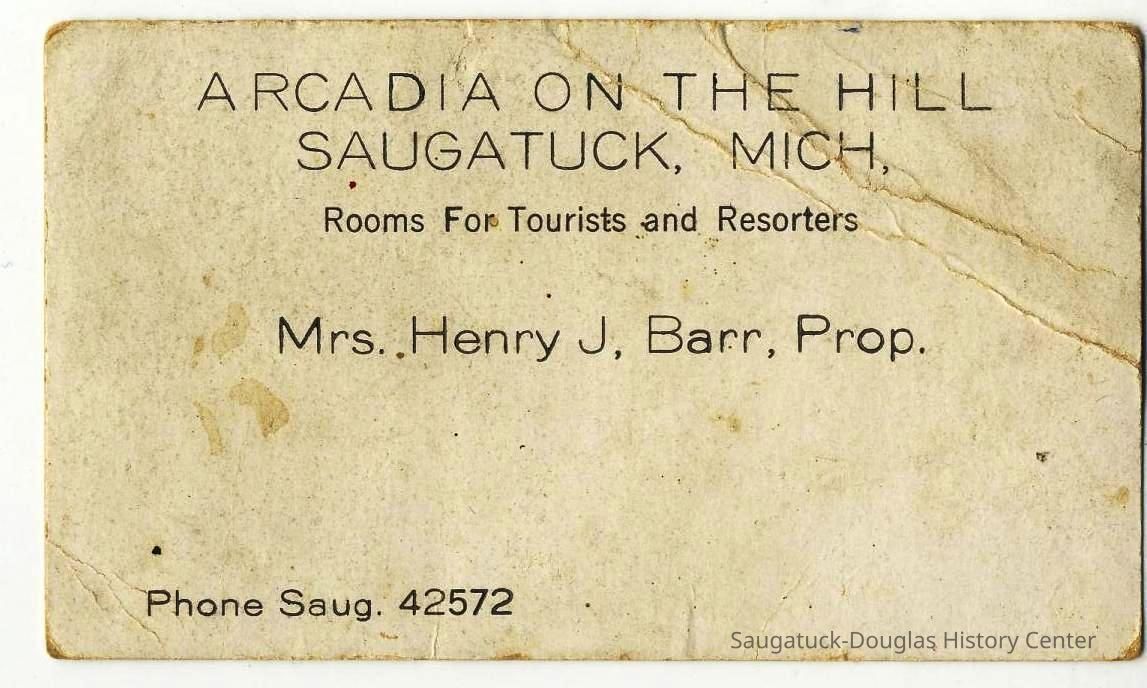 ARCADIA ON THE HILL
SAUGATUCK, MICH,
Rooms For Tourists and Resorters
Mrs. Henry J, Barr, Prop.
Phone Saug. 42572
Saugatuck-Douglas History Center